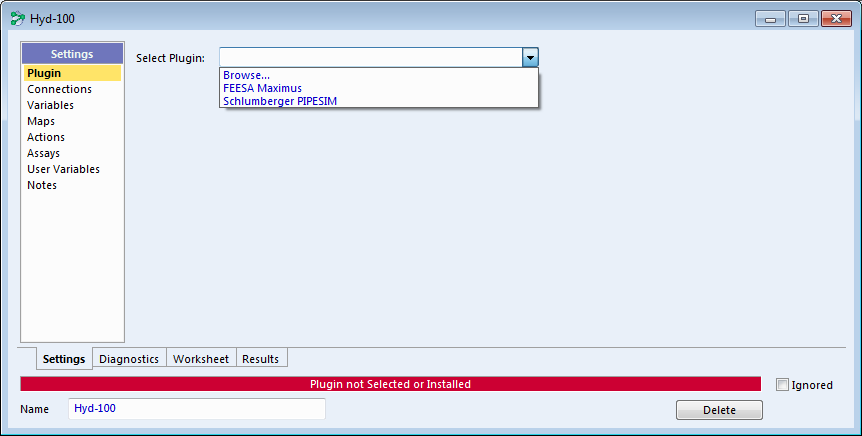 Hyd-100
Settings
Plugin
Connections
Variables
Maps
Actions
Assays
User Variables
Notes
Select Plugin:
Browse...
FEESA Maximus
Schlumberger PIPESIM
Settings Diagnostics Worksheet Results
Plugin not Selected or Installed
Ignored
Name Hyd-100
Delete